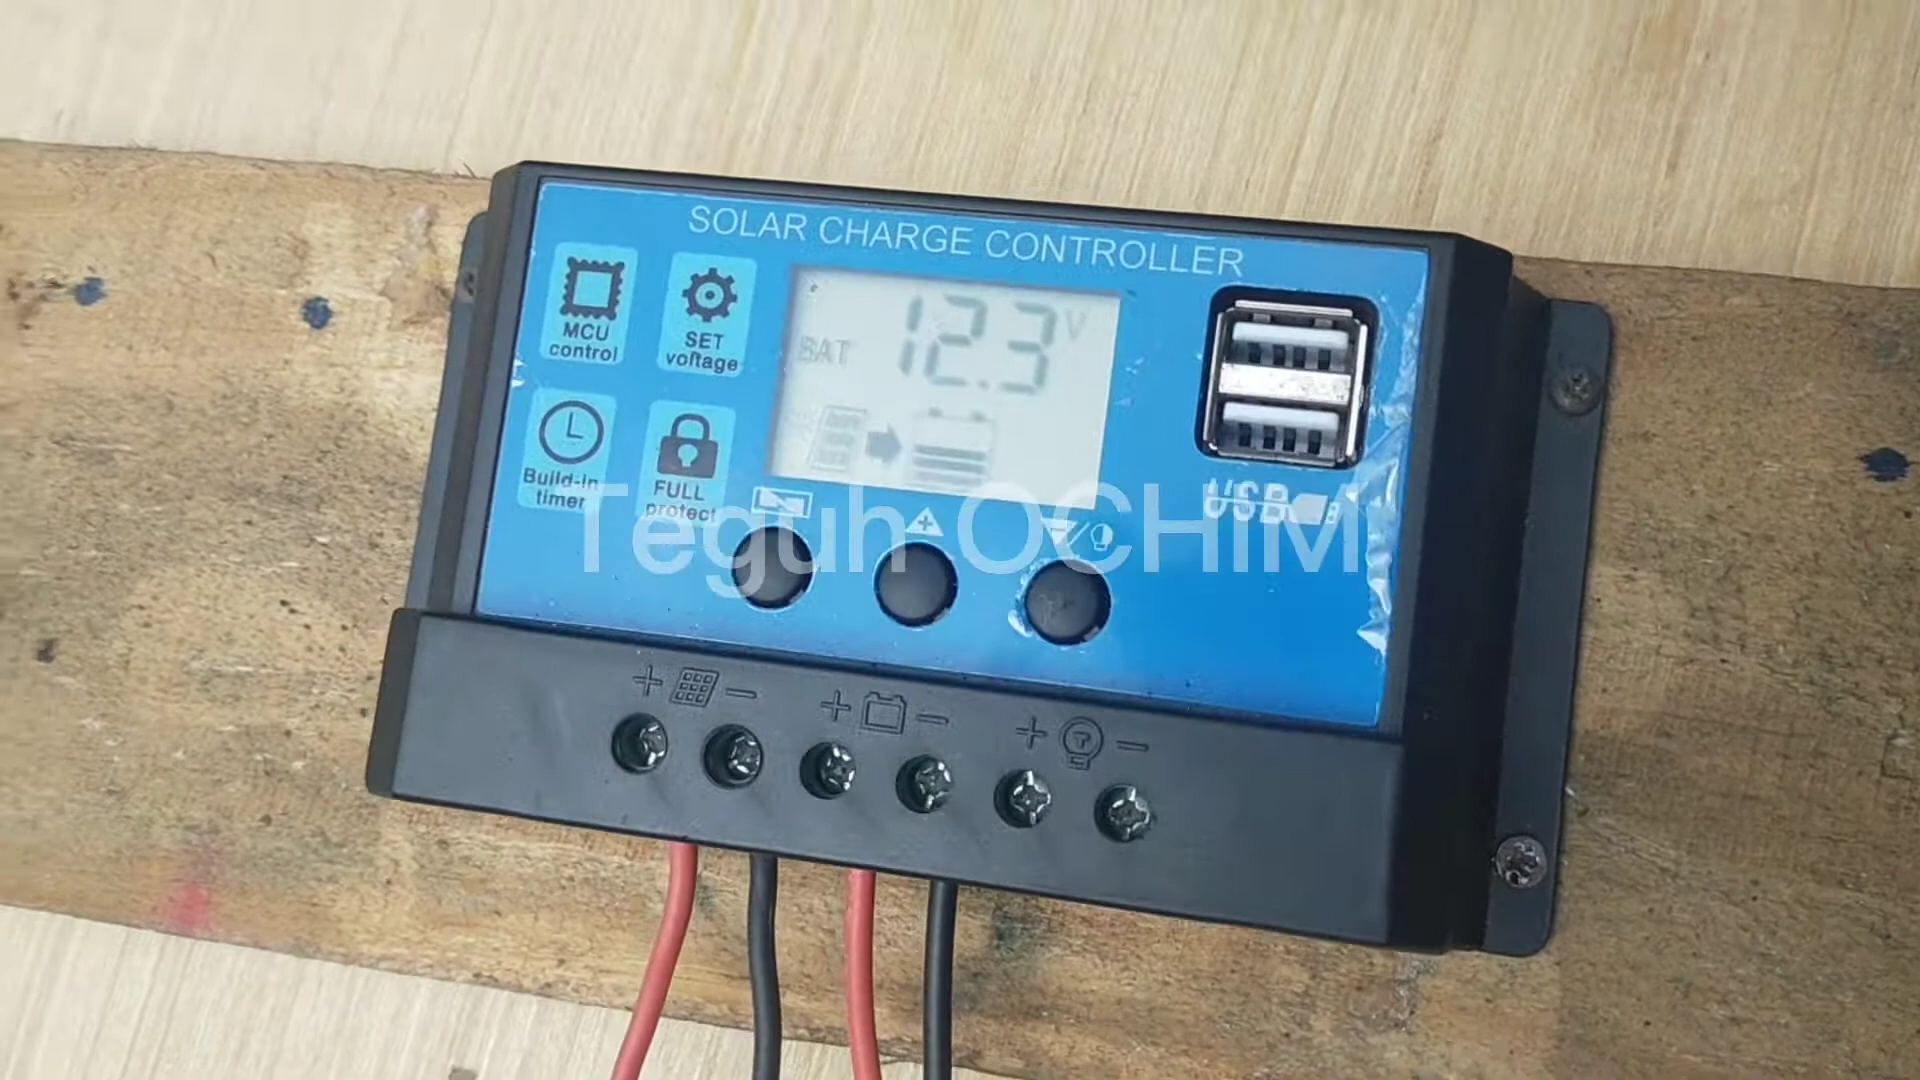 SOLAR CHARGE CONTROLLER
MCU
control
SET
voltage
Build-in
timer
FULL
protect
BAT 12.3 V
USB
Teguh OCHIM
+ −
+ −
+ −